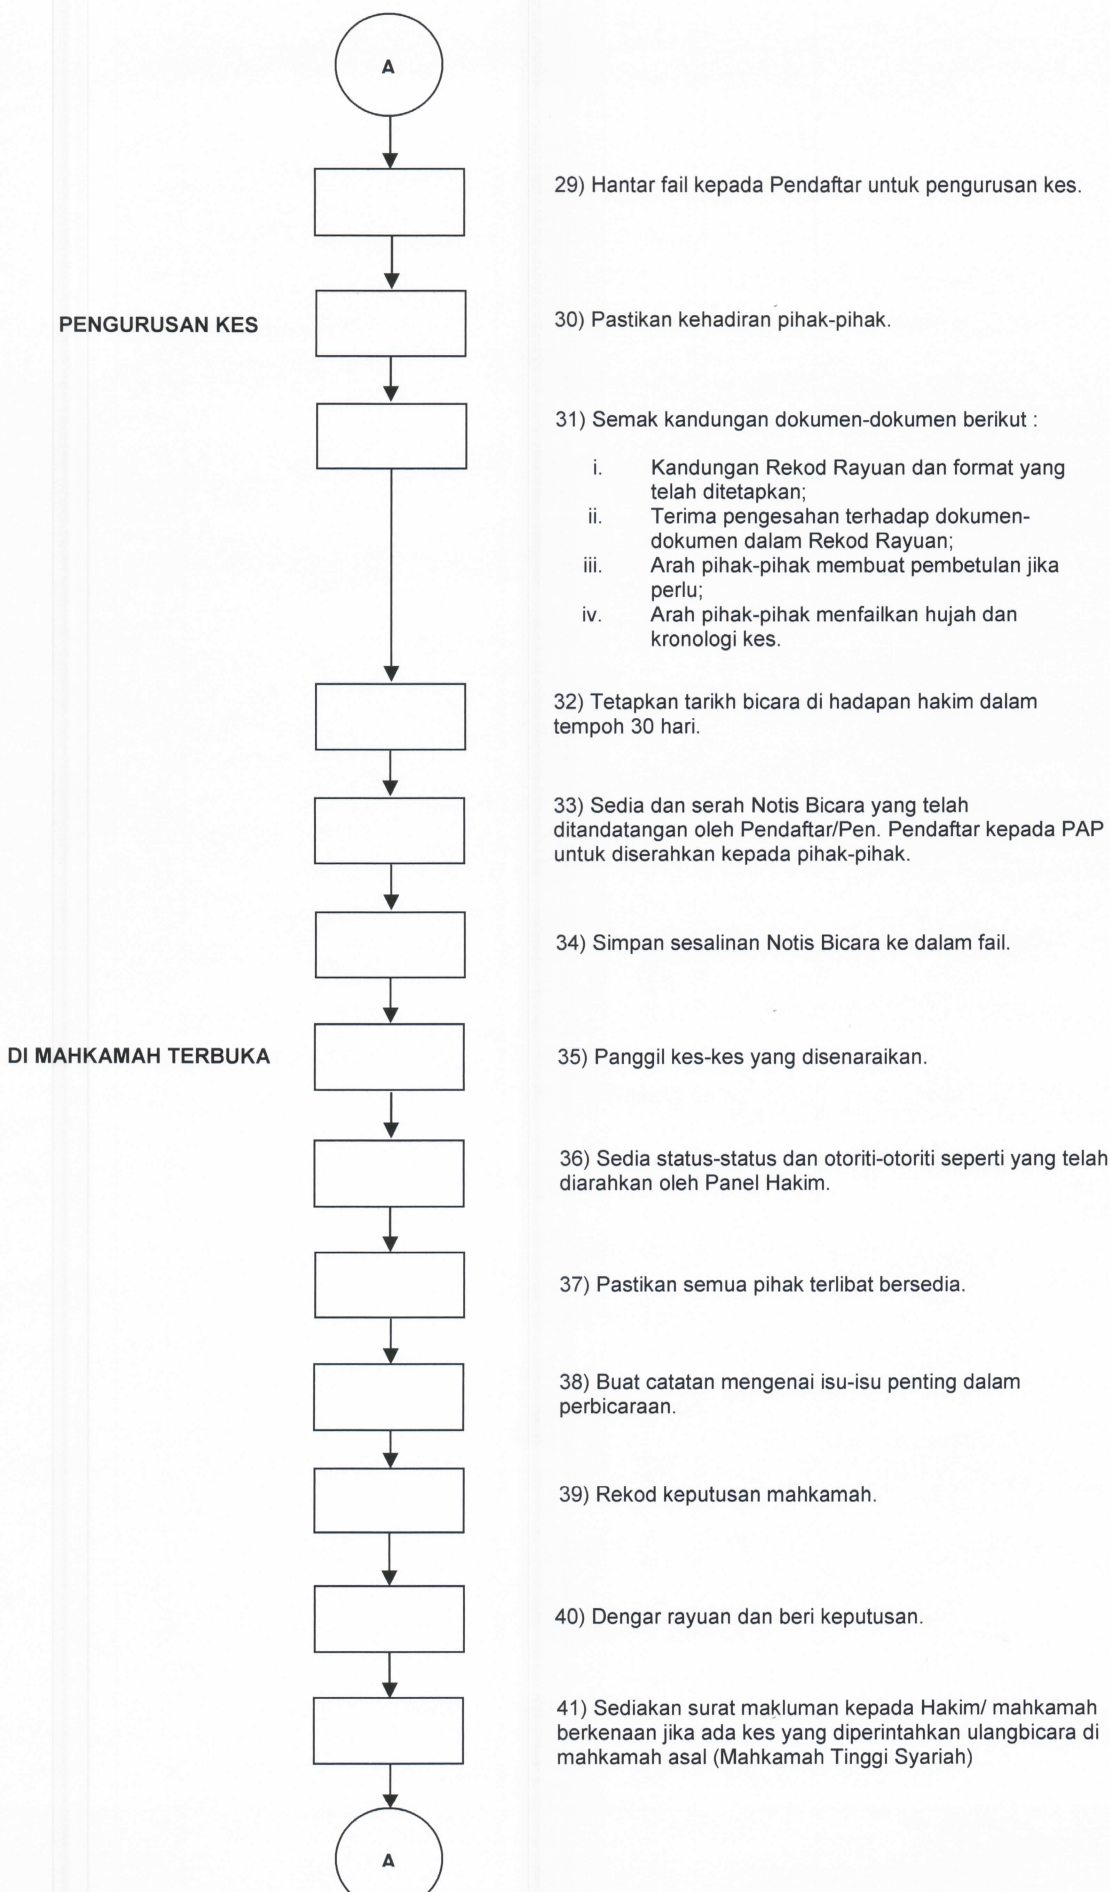 A
29) Hantar fail kepada Pendaftar untuk pengurusan kes.
PENGURUSAN KES
30) Pastikan kehadiran pihak-pihak.
31) Semak kandungan dokumen-dokumen berikut :
i. Kandungan Rekod Rayuan dan format yang
telah ditetapkan;
ii. Terima pengesahan terhadap dokumen-
dokumen dalam Rekod Rayuan;
iii. Arah pihak-pihak membuat pembetulan jika
perlu;
iv. Arah pihak-pihak menfailkan hujah dan
kronologi kes.
32) Tetapkan tarikh bicara di hadapan hakim dalam
tempoh 30 hari.
33) Sedia dan serah Notis Bicara yang telah
ditandatangan oleh Pendaftar/Pen. Pendaftar kepada PAP
untuk diserahkan kepada pihak-pihak.
34) Simpan sesalinan Notis Bicara ke dalam fail.
DI MAHKAMAH TERBUKA
35) Panggil kes-kes yang disenaraikan.
36) Sedia status-status dan otoriti-otoriti seperti yang telah
diarahkan oleh Panel Hakim.
37) Pastikan semua pihak terlibat bersedia.
38) Buat catatan mengenai isu-isu penting dalam
perbicaraan.
39) Rekod keputusan mahkamah.
40) Dengar rayuan dan beri keputusan.
41) Sediakan surat makluman kepada Hakim/ mahkamah
berkenaan jika ada kes yang diperintahkan ulangbicara di
mahkamah asal (Mahkamah Tinggi Syariah)
A